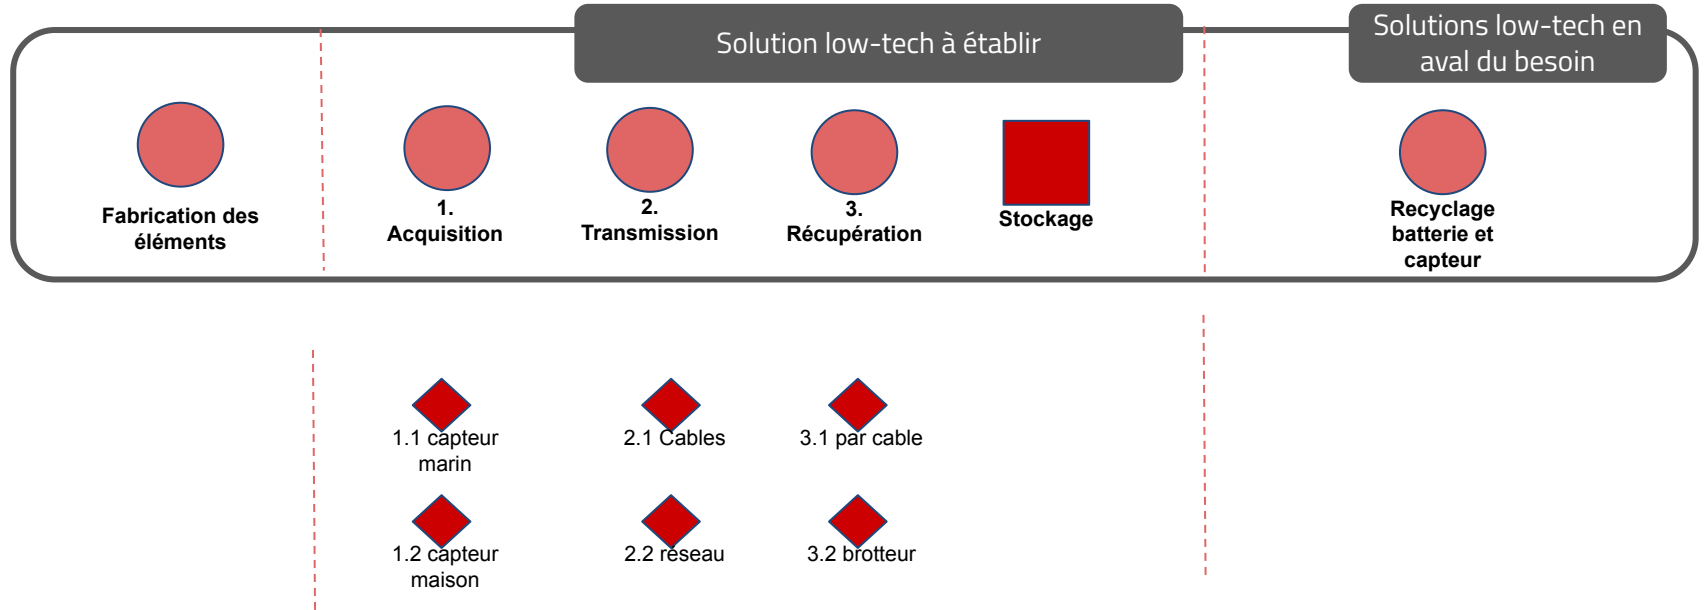 Solution low-tech à établir
Solutions low-tech en
aval du besoin
Fabrication des
éléments
1.
Acquisition
2.
Transmission
3.
Récupération
Stockage
Recyclage
batterie et
capteur
1.1 capteur
marin
2.1 Cables
3.1 par cable
1.2 capteur
maison
2.2 réseau
3.2 brotteur